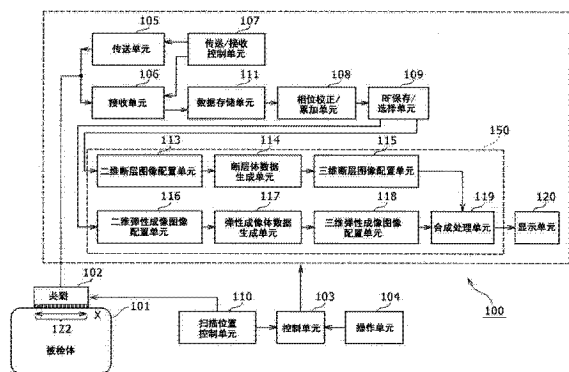 105
传送单元
107
传送/接收
控制单元
106
接收单元
111
数据存储单元
108
相位校正/
累加单元
109
RF保存/
选择单元
150
113
二维断层图像配置单元
114
断层体数据
生成单元
115
三维断层图像配置单元
116
二维弹性成像图像
配置单元
117
弹性成像体数据
生成单元
118
三维弹性成像图像
配置单元
119
合成处理单元
120
显示单元
102
探头
101
122
X
被检体
110
扫描位置
控制单元
103
控制单元
104
操作单元
100